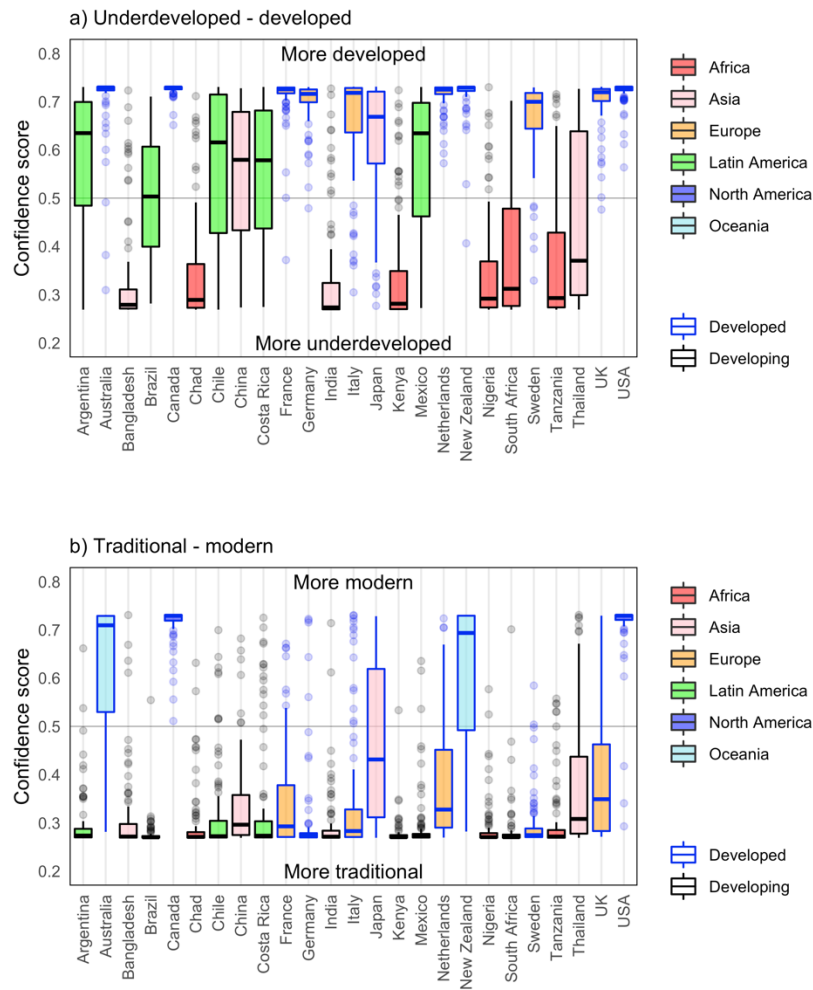 a) Underdeveloped - developed
More developed
0.8
0.7
0.6
0.5
0.4
0.3
0.2
Confidence score
More underdeveloped
Argentina
Australia
Bangladesh
Brazil
Canada
Chad
Chile
China
Costa Rica
France
Germany
India
Italy
Japan
Kenya
Mexico
Netherlands
New Zealand
Nigeria
South Africa
Sweden
Tanzania
Thailand
UK
USA
Africa
Asia
Europe
Latin America
North America
Oceania
Developed
Developing
b) Traditional - modern
More modern
0.8
0.7
0.6
0.5
0.4
0.3
0.2
Confidence score
More traditional
Argentina
Australia
Bangladesh
Brazil
Canada
Chad
Chile
China
Costa Rica
France
Germany
India
Italy
Japan
Kenya
Mexico
Netherlands
New Zealand
Nigeria
South Africa
Sweden
Tanzania
Thailand
UK
USA
Africa
Asia
Europe
Latin America
North America
Oceania
Developed
Developing